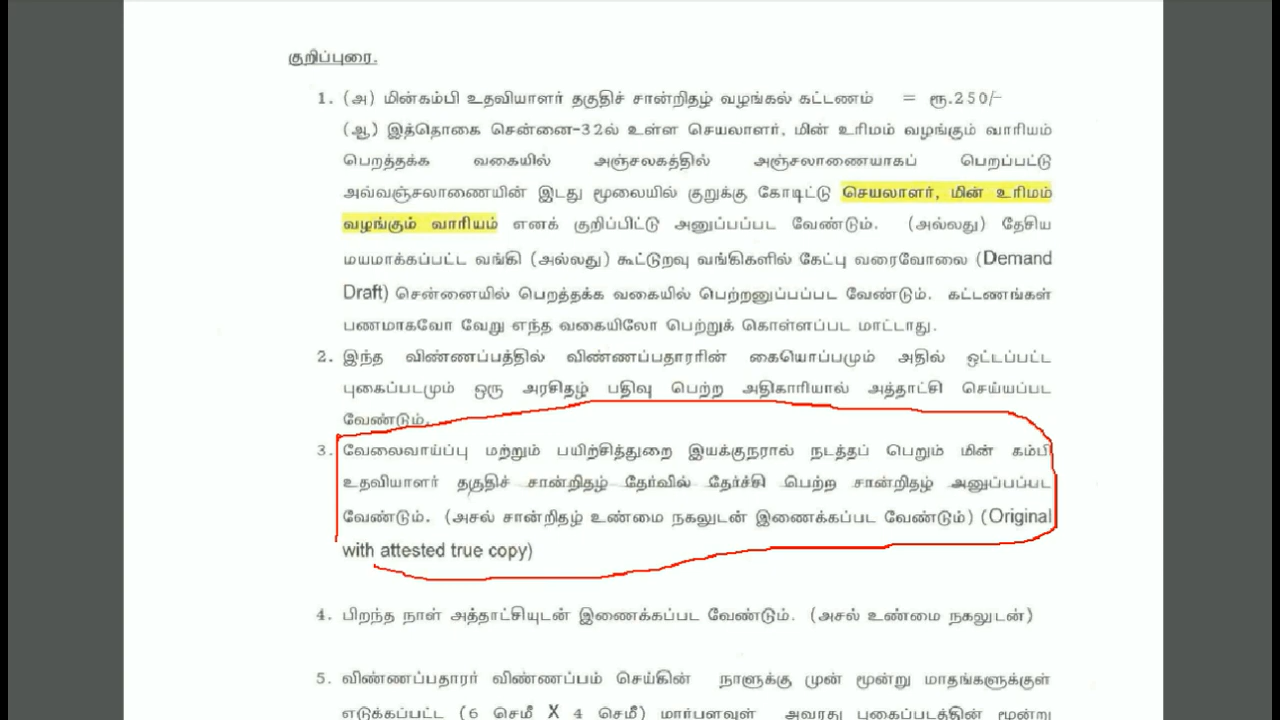 குறிப்புரை.
1. (அ) மின்கம்பி உதவியாளர் தகுதிச் சான்றிதழ் வழங்கல் கட்டணம் = ரூ.250/-
(ஆ) இத்தொகை சென்னை-32ல் உள்ள செயலாளர், மின் உரிமம் வழங்கும் வாரியம்
பெறத்தக்க வகையில் அஞ்சலகத்தில் அஞ்சலாணையாகப் பெறப்பட்டு
அவ்வஞ்சலாணையின் இடது மூலையில் குறுக்கு கோடிட்டு செயலாளர், மின் உரிமம்
வழங்கும் வாரியம் எனக் குறிப்பிட்டு அனுப்பப்பட வேண்டும். (அல்லது) தேசிய
மயமாக்கப்பட்ட வங்கி (அல்லது) கூட்டுறவு வங்கிகளில் கேட்பு வரைவோலை (Demand
Draft) சென்னையில் பெறத்தக்க வகையில் பெற்றனுப்பப்பட வேண்டும். கட்டணங்கள்
பணமாகவோ வேறு எந்த வகையிலோ பெற்றுக் கொள்ளப்பட மாட்டாது.
2. இந்த விண்ணப்பத்தில் விண்ணப்பதாரரின் கையொப்பமும் அதில் ஒட்டப்பட்ட
புகைப்படமும் ஒரு அரசிதழ் பதிவு பெற்ற அதிகாரியால் அத்தாட்சி செய்யப்பட
வேண்டும்.
3. வேலைவாய்ப்பு மற்றும் பயிற்சித்துறை இயக்குநரால் நடத்தப் பெறும் மின் கம்பி
உதவியாளர் தகுதிச் சான்றிதழ் தேர்வில் தேர்ச்சி பெற்ற சான்றிதழ் அனுப்பப்பட
வேண்டும். (அசல் சான்றிதழ் உண்மை நகலுடன் இணைக்கப்பட வேண்டும்) (Original
with attested true copy)
4. பிறந்த நாள் அத்தாட்சியுடன் இணைக்கப்பட வேண்டும். (அசல் உண்மை நகலுடன்)
5. விண்ணப்பதாரர் விண்ணப்பம் செய்கின் நாளுக்கு முன் மூன்று மாதங்களுக்குள்
எடுக்கப்பட்ட (6 செமீ X 4 செமீ) மார்பளவுள் அவரது புகைப்படத்தின் மூன்று